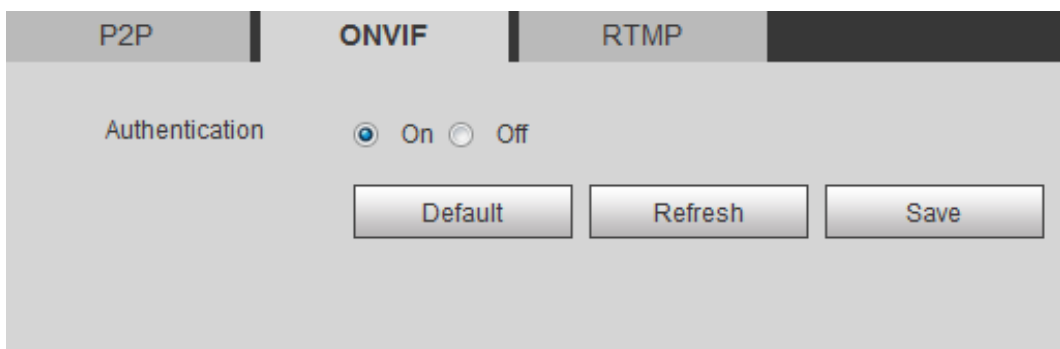 P2P ONVIF RTMP
Authentication On Off
Default Refresh Save